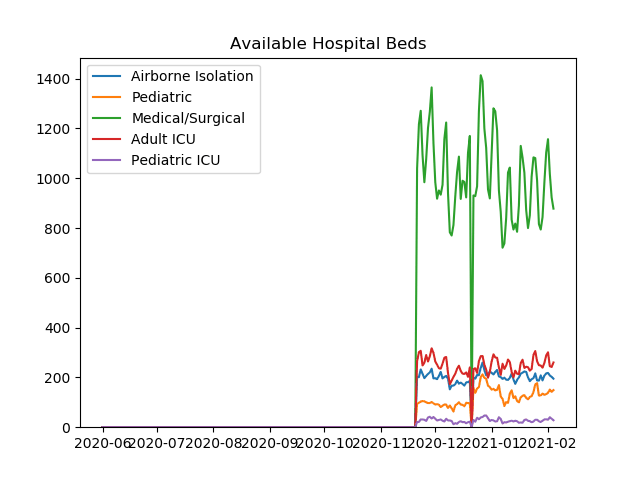 Available Hospital Beds
Airborne Isolation
Pediatric
Medical/Surgical
Adult ICU
Pediatric ICU
1400
1200
1000
800
600
400
200
0
2020-06 2020-07 2020-08 2020-09 2020-10 2020-11 2020-12 2021-01 2021-02